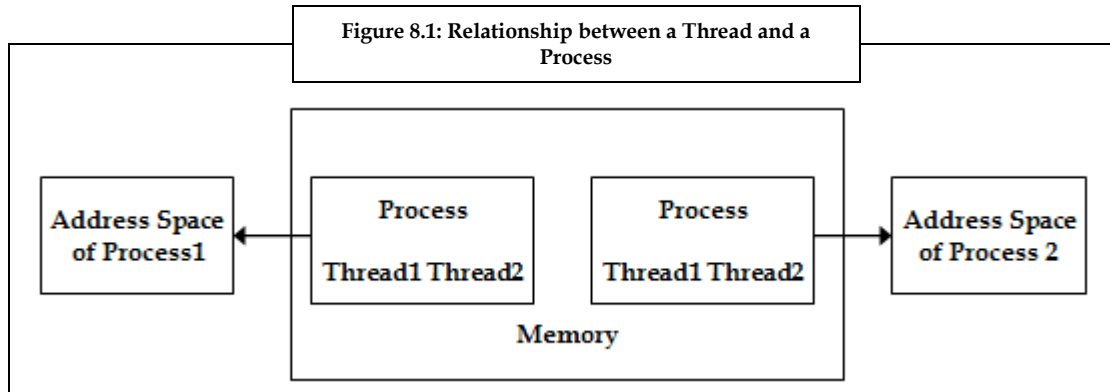 Figure 8.1: Relationship between a Thread and a
Process
Address Space
of Process1
Process
Thread1 Thread2
Process
Thread1 Thread2
Address Space
of Process 2
Memory